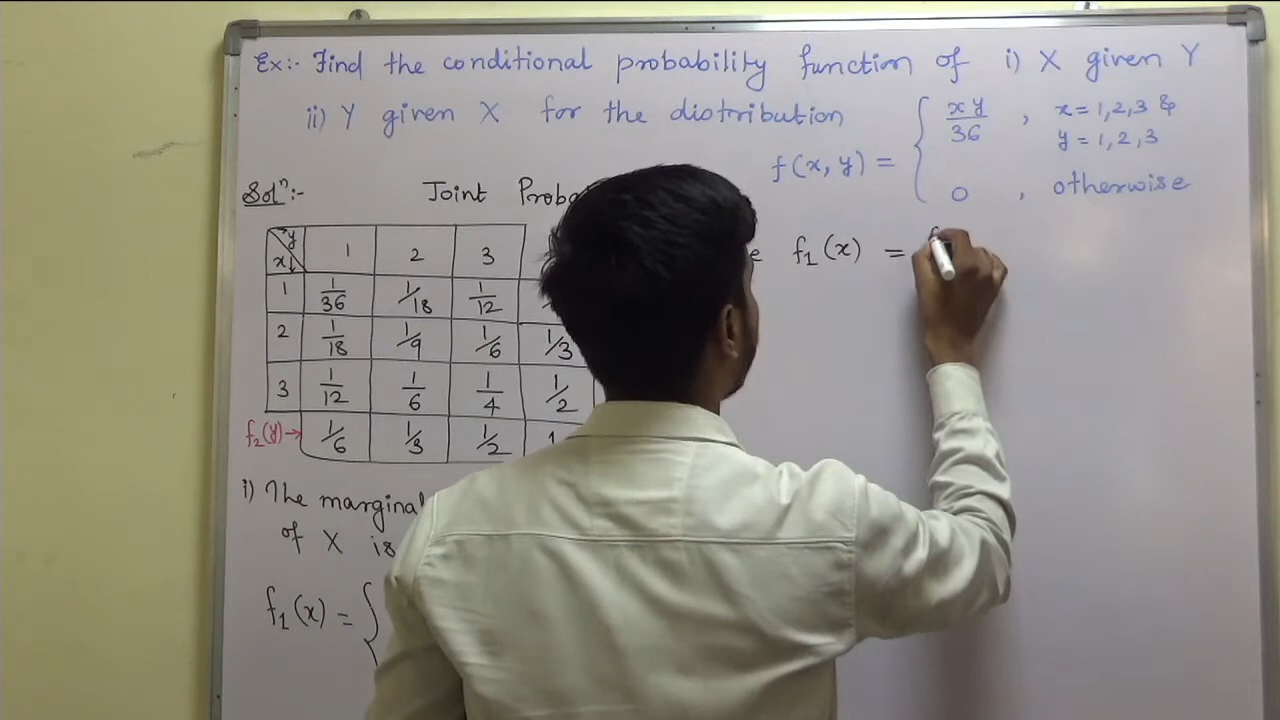 Ex:- Find the conditional probability function of i) X given Y
ii) Y given X for the distribution
f(x, y) = { xy/36 , x = 1,2,3 & y = 1, 2, 3
0 , otherwise
Solⁿ:- Joint
y→ x↓ 1 2 3
1 1/36 1/18 1/12
2 1/18 1/9 1/6 1/3
3 1/12 1/6 1/4 1/2
f₂(y)→ 1/6 1/3 1/2 1
i) The marginal
of X is
f₁(x) = {
f₁(x) =